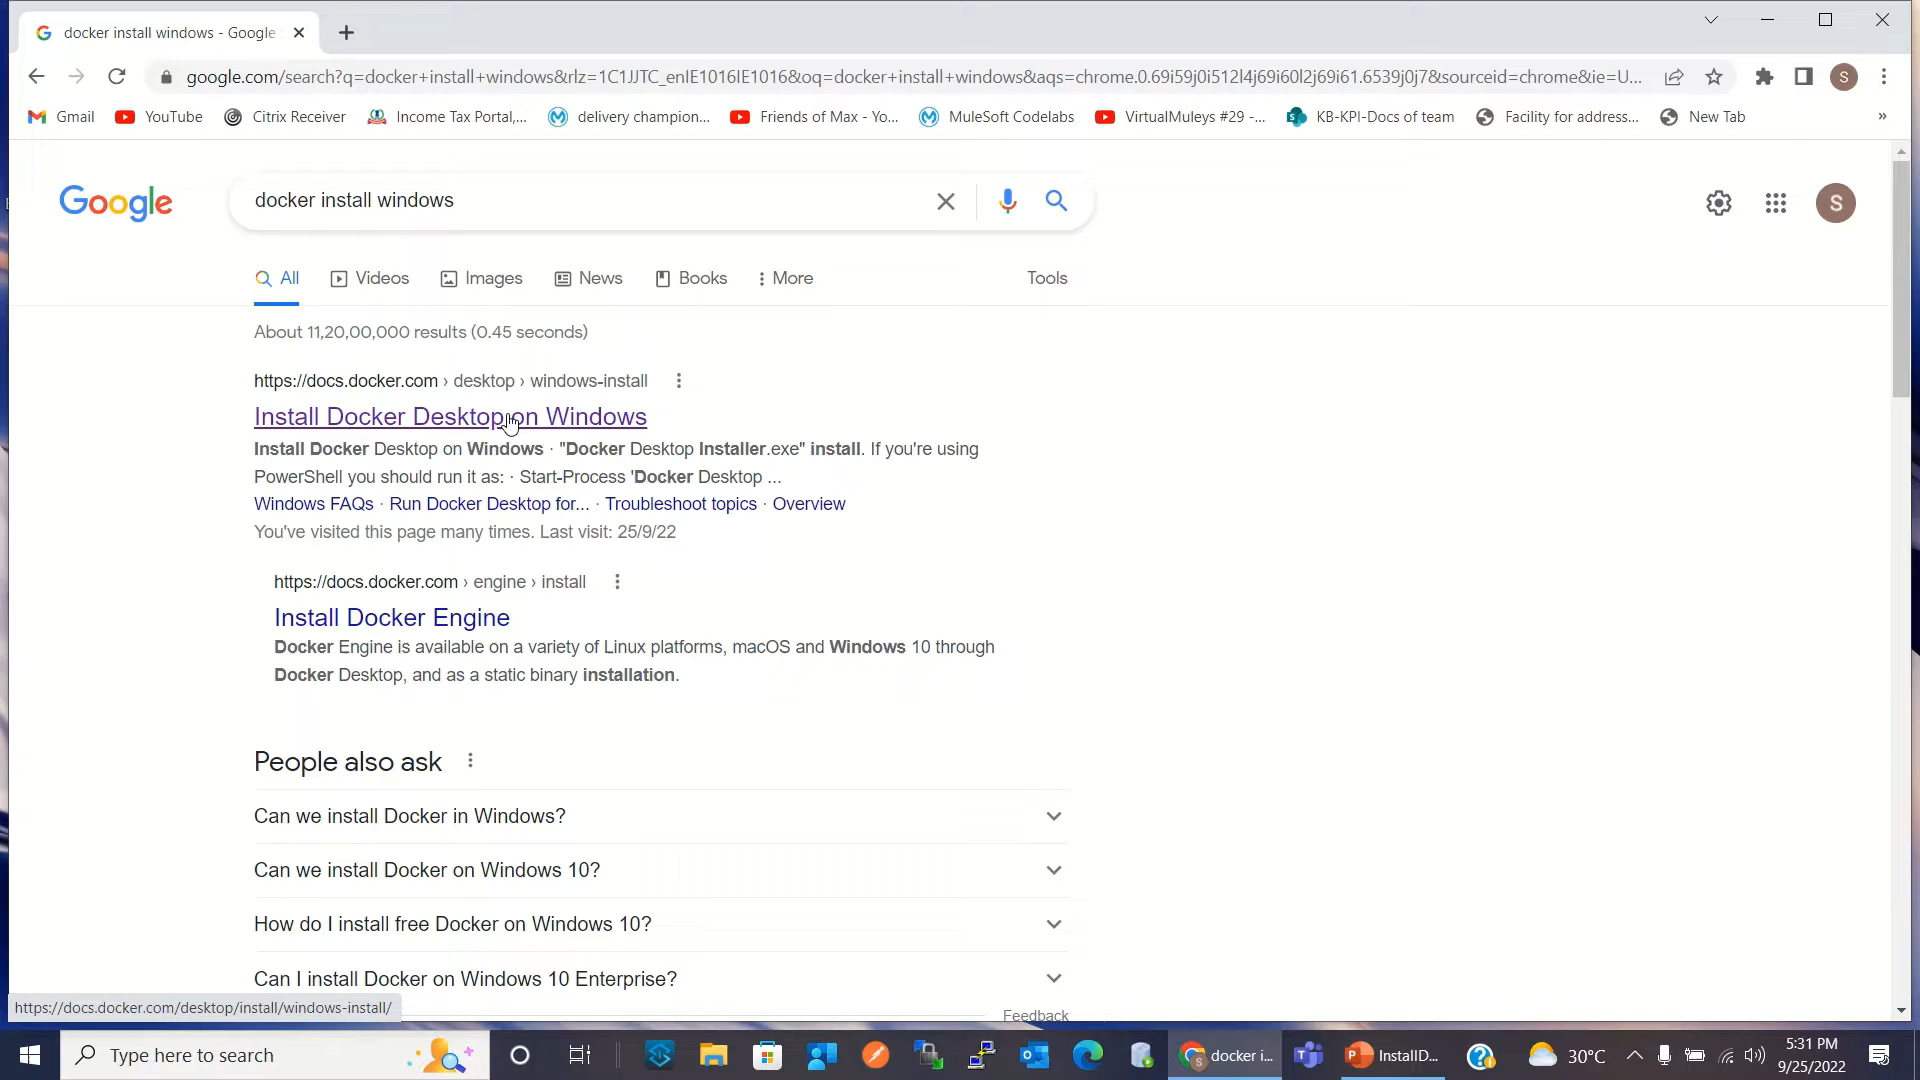 docker install windows - Google
google.com/search?q=docker+install+windows&rlz=1C1JJTC_enIE1016IE1016&oq=docker+install+windows&aqs=chrome.0.69i59j0i512l4j69i60l2j69i61.6539j0j7&sourceid=chrome&ie=U...
S
Gmail YouTube Citrix Receiver Income Tax Portal,... delivery champion... Friends of Max - Yo... MuleSoft Codelabs VirtualMuleys #29 -... KB-KPI-Docs of team Facility for address... New Tab »
Google docker install windows S
All Videos Images News Books More Tools
About 11,20,00,000 results (0.45 seconds)
https://docs.docker.com › desktop › windows-install
Install Docker Desktop on Windows
Install Docker Desktop on Windows · "Docker Desktop Installer.exe" install. If you're using
PowerShell you should run it as: · Start-Process 'Docker Desktop ...
Windows FAQs · Run Docker Desktop for... · Troubleshoot topics · Overview
You've visited this page many times. Last visit: 25/9/22
https://docs.docker.com › engine › install
Install Docker Engine
Docker Engine is available on a variety of Linux platforms, macOS and Windows 10 through
Docker Desktop, and as a static binary installation.
People also ask
Can we install Docker in Windows?
Can we install Docker on Windows 10?
How do I install free Docker on Windows 10?
Can I install Docker on Windows 10 Enterprise?
Feedback
https://docs.docker.com/desktop/install/windows-install/
Type here to search docker i... InstallD... 30°C 5:31 PM
9/25/2022